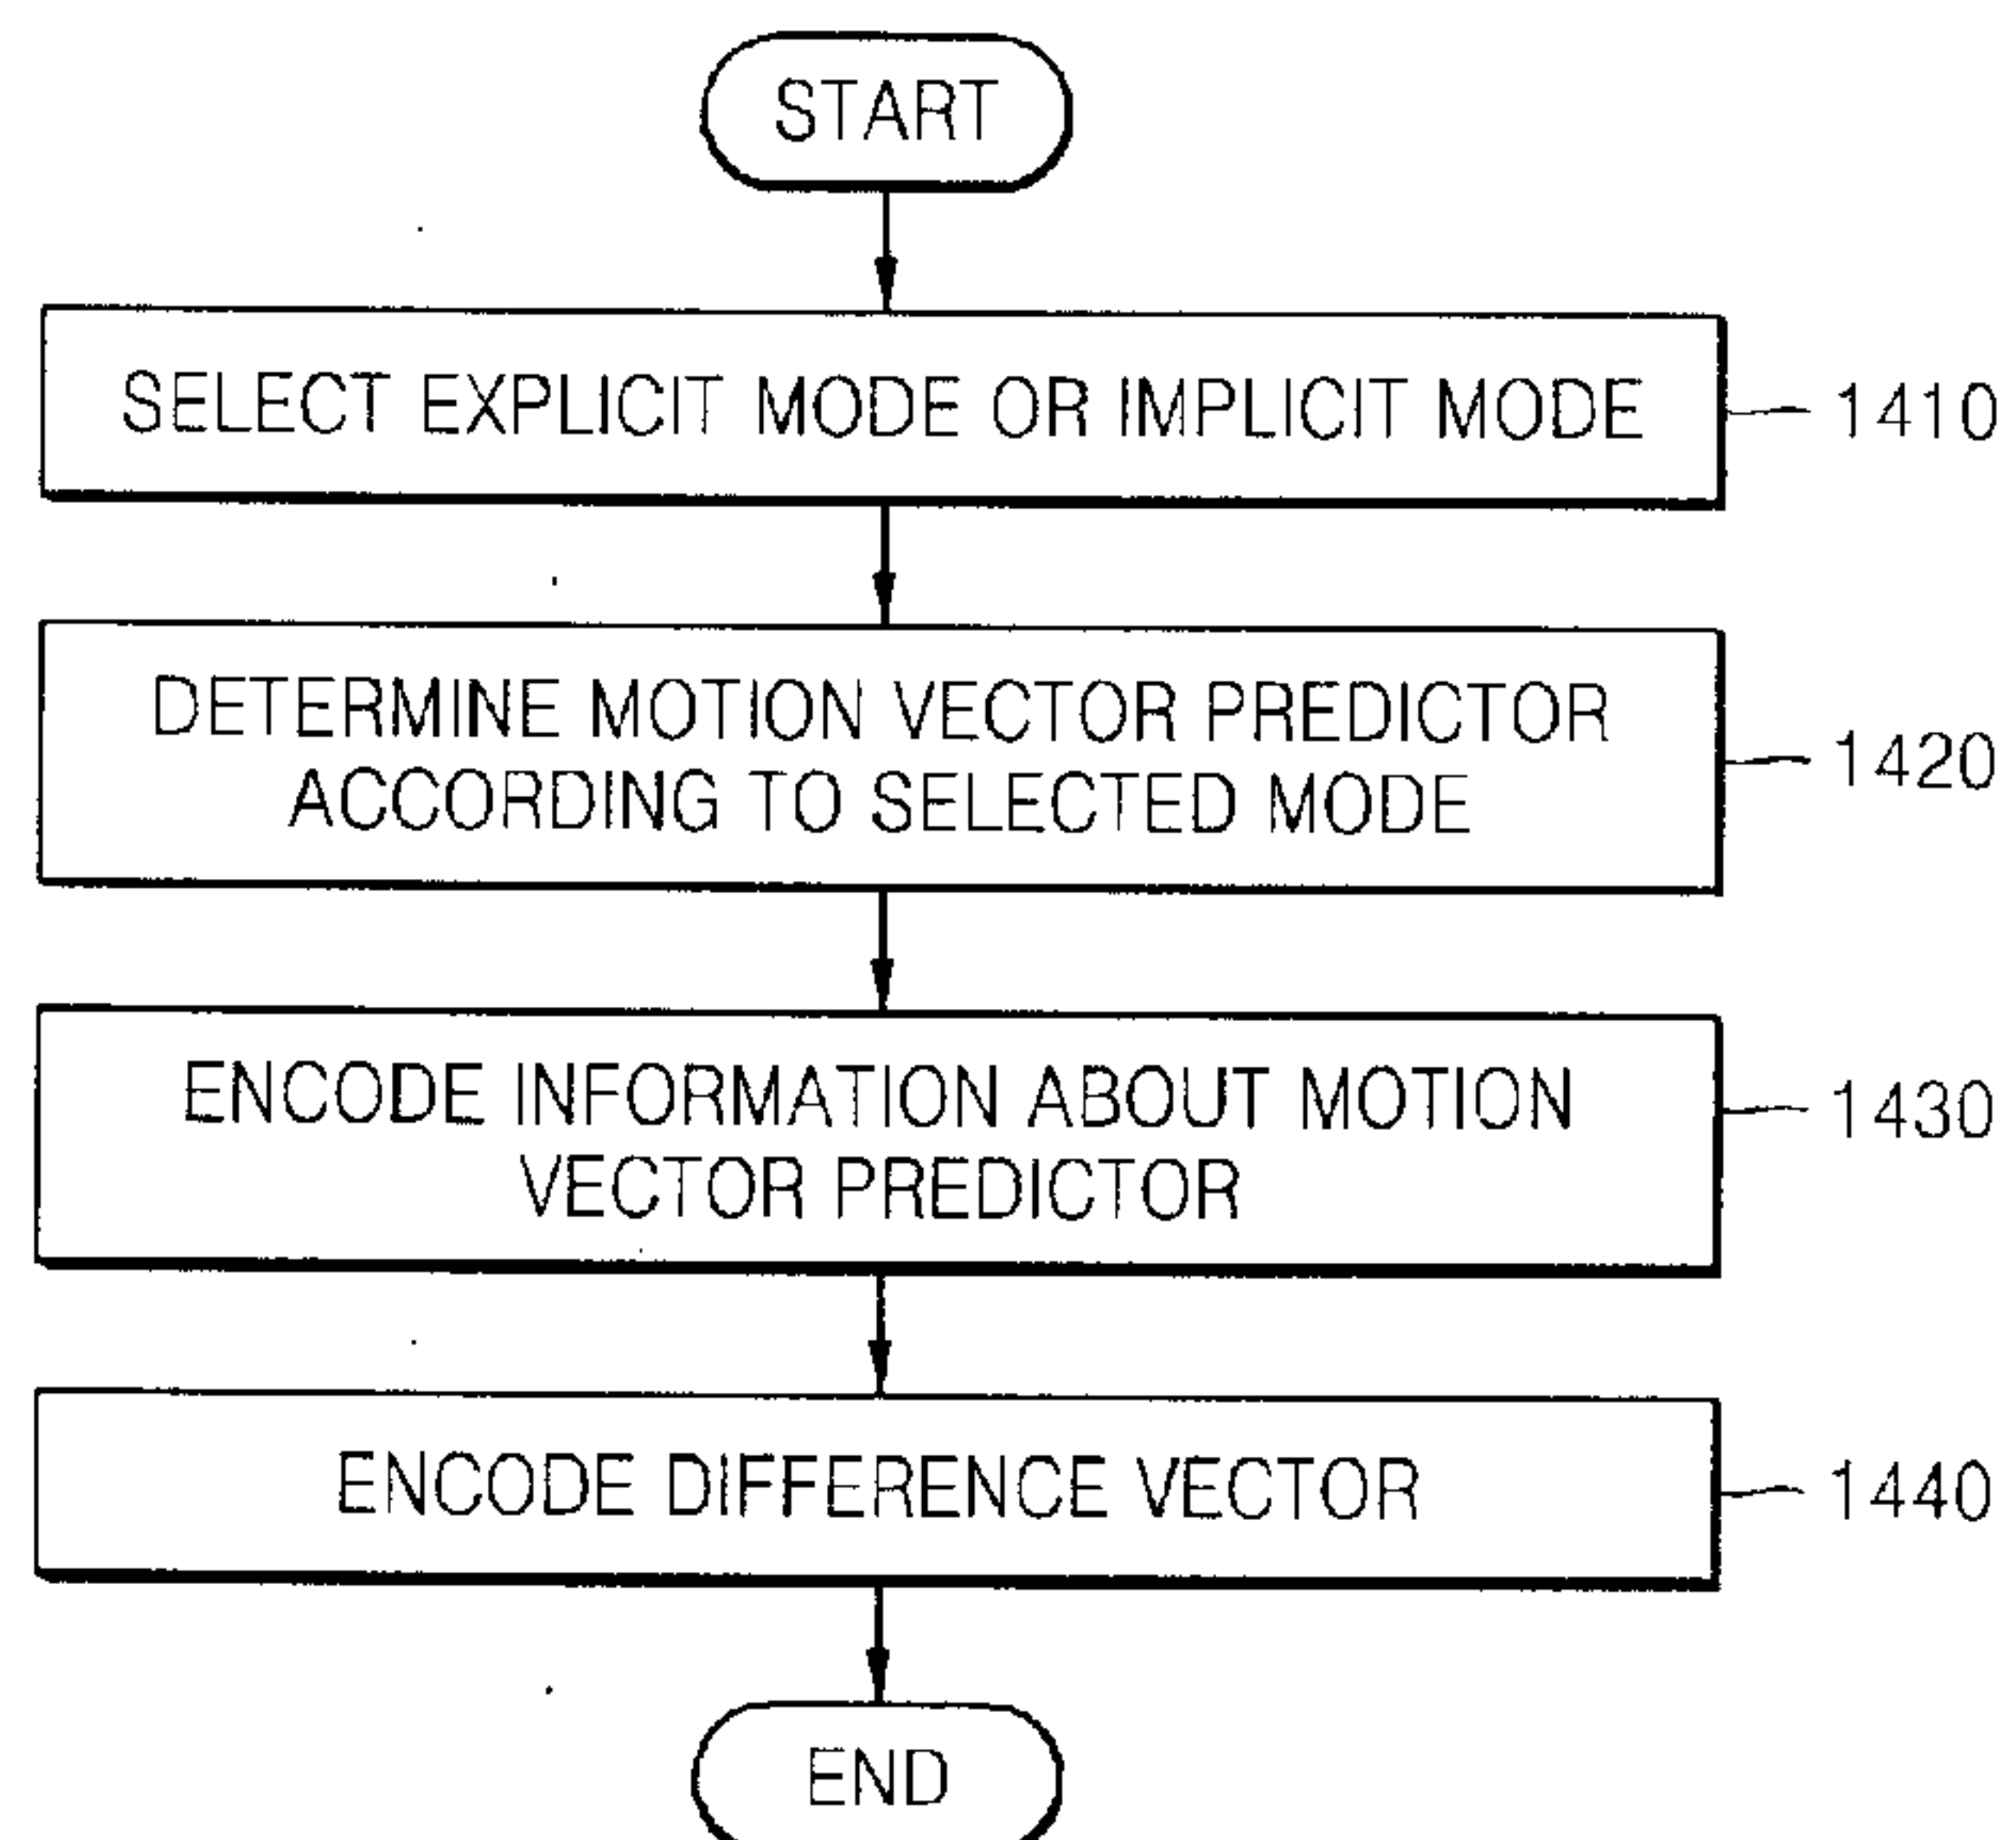 START
SELECT EXPLICIT MODE OR IMPLICIT MODE
1410
DETERMINE MOTION VECTOR PREDICTOR
ACCORDING TO SELECTED MODE
1420
ENCODE INFORMATION ABOUT MOTION
VECTOR PREDICTOR
1430
ENCODE DIFFERENCE VECTOR
1440
END